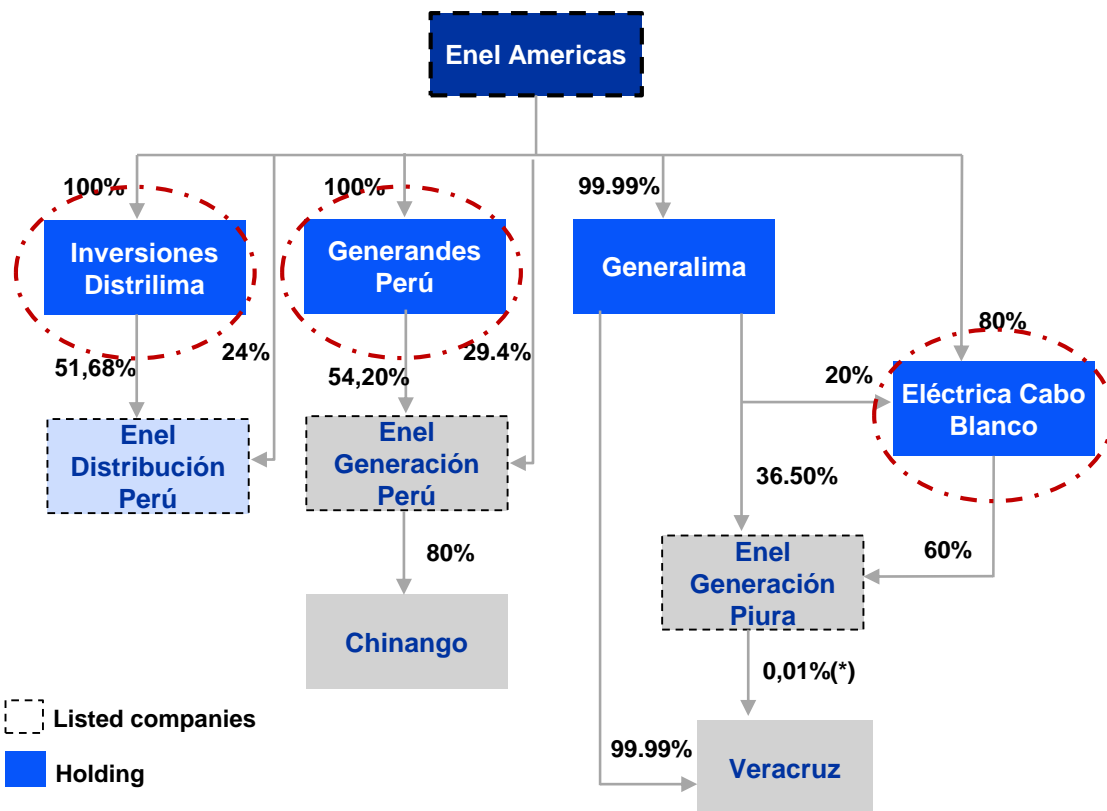 Enel Americas
100%
100%
99.99%
Inversiones
Distrilima
Generandes
Perú
Generalima
80%
51,68%
24%
54,20%
29.4%
20%
Eléctrica Cabo
Blanco
Enel
Distribución
Perú
Enel
Generación
Perú
36.50%
80%
Enel
Generación
Piura
60%
Chinango
0,01%(*)
Listed companies
Holding
99.99%
Veracruz